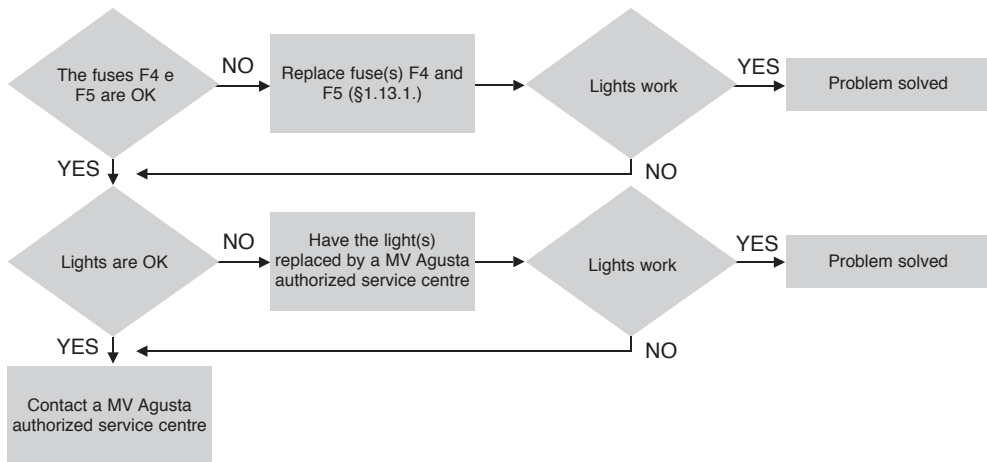 The fuses F4 e
F5 are OK
NO
Replace fuse(s) F4 and
F5 (§1.13.1.)
Lights work
YES
Problem solved
YES
NO
Lights are OK
NO
Have the light(s)
replaced by a MV Agusta
authorized service centre
Lights work
YES
Problem solved
YES
NO
Contact a MV Agusta
authorized service centre